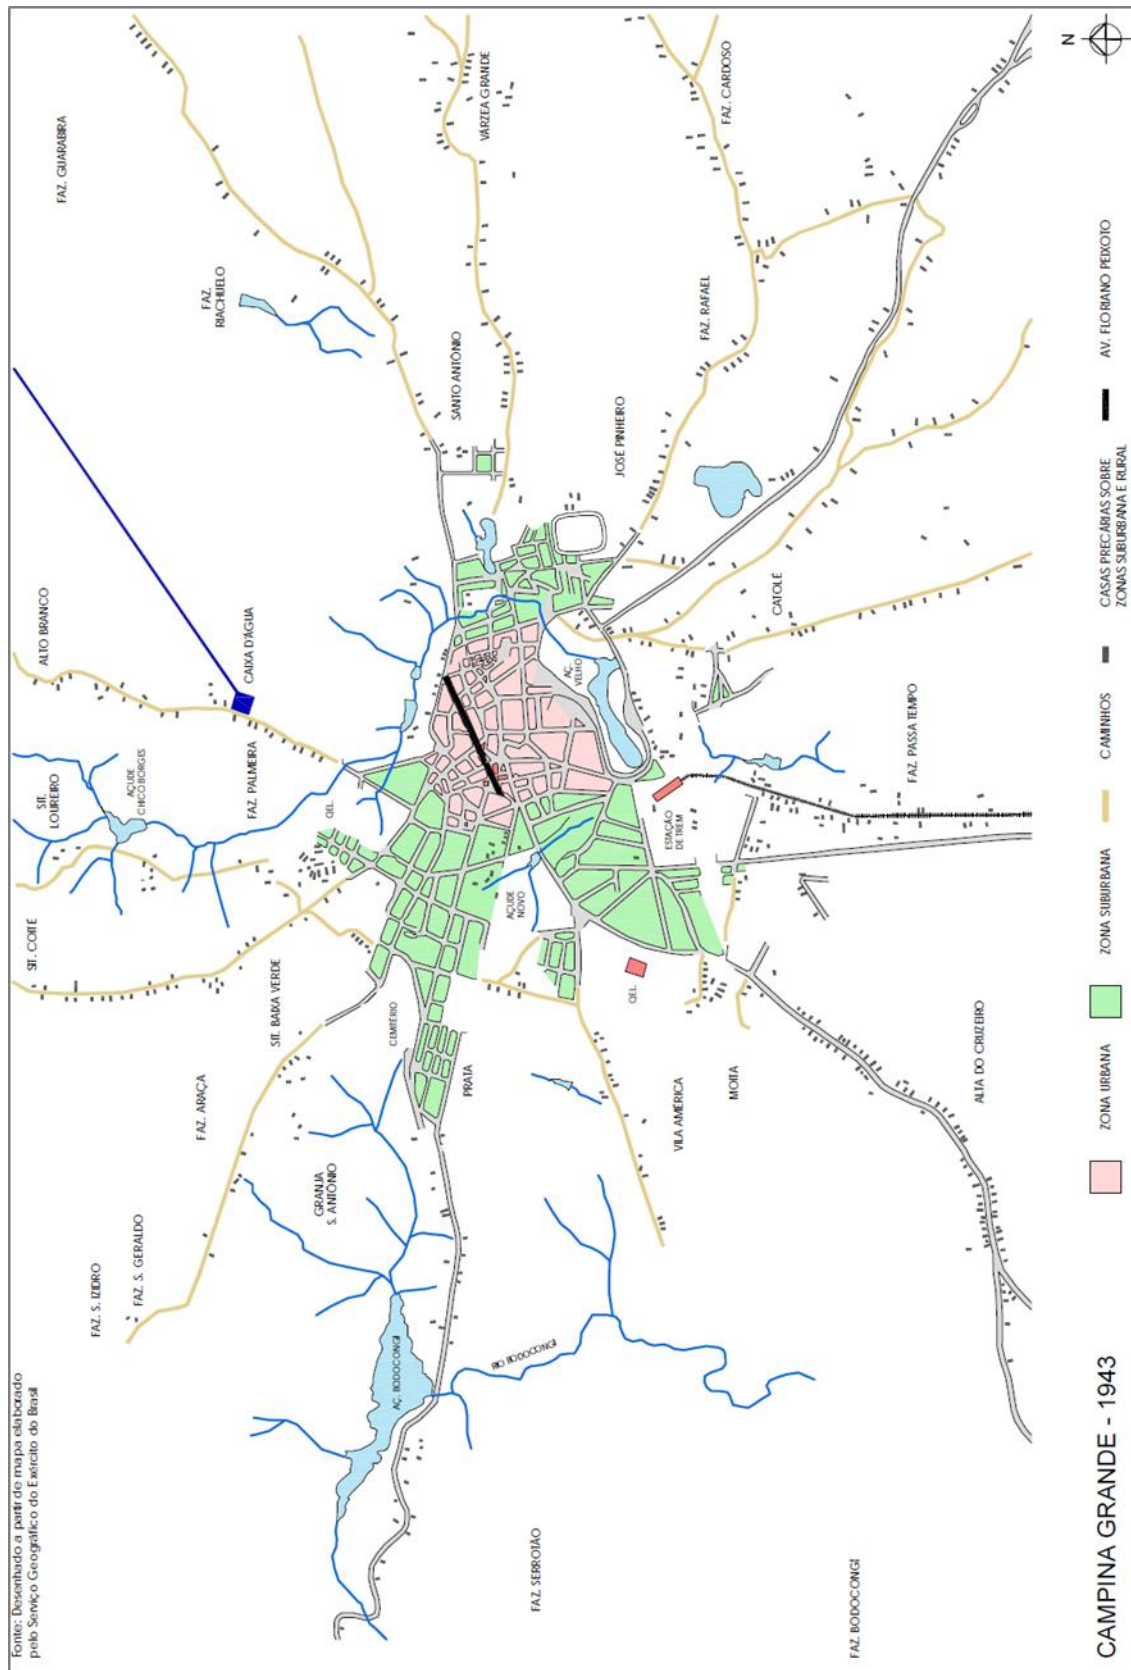 Fonte: Desenhado a partir de mapa elaborado
pelo Serviço Geográfico do Exército do Brasil
FAZ. S. IZIDRO
FAZ. S. GERALDO
FAZ. ARAÇA
SIT. COITÉ
SIT.
LOUREIRO
ALTO BRANCO
FAZ. GUARABIRA
AÇUDE
CHICO BORGES
SIT. BAIXA VERDE
FAZ. PALMEIRA
CAIXA D'ÁGUA
FAZ.
RIACHUELO
GRANJA
S. ANTÔNIO
CEMITÉRIO
QEL.
AÇ. BODOCONGÍ
PRATA
SANTO ANTÔNIO
VÁRZEA GRANDE
RIO BODOCONGÍ
AÇUDE
NOVO
AÇ.
VELHO
JOSÉ PINHEIRO
FAZ. SERROTÃO
QEL.
ESTAÇÃO
DE TREM
VILA AMÉRICA
MOITA
FAZ. RAFAEL
FAZ. CARDOSO
CATOLÉ
FAZ. PASSA TEMPO
FAZ. BODOCONGÍ
ALTA DO CRUZEIRO
N
CAMPINA GRANDE - 1943
ZONA URBANA
ZONA SUBURBANA
CAMINHOS
CASAS PRECÁRIAS SOBRE
ZONAS SUBURBANA E RURAL
AV. FLORIANO PEIXOTO